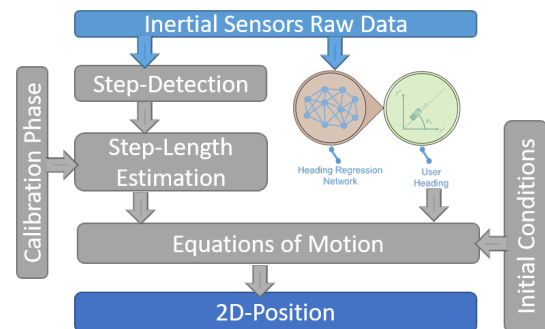 Inertial Sensors Raw Data
Step-Detection
Calibration Phase
Step-Length
Estimation
Heading Regression
Network
User
Heading
Initial Conditions
Equations of Motion
2D-Position